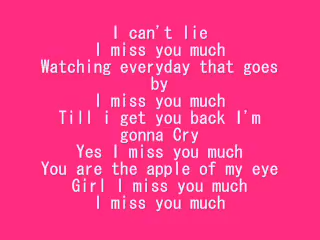 I can't lie
I miss you much
Watching everyday that goes
by
I miss you much
Till i get you back I'm
gonna Cry
Yes I miss you much
You are the apple of my eye
Girl I miss you much
I miss you much